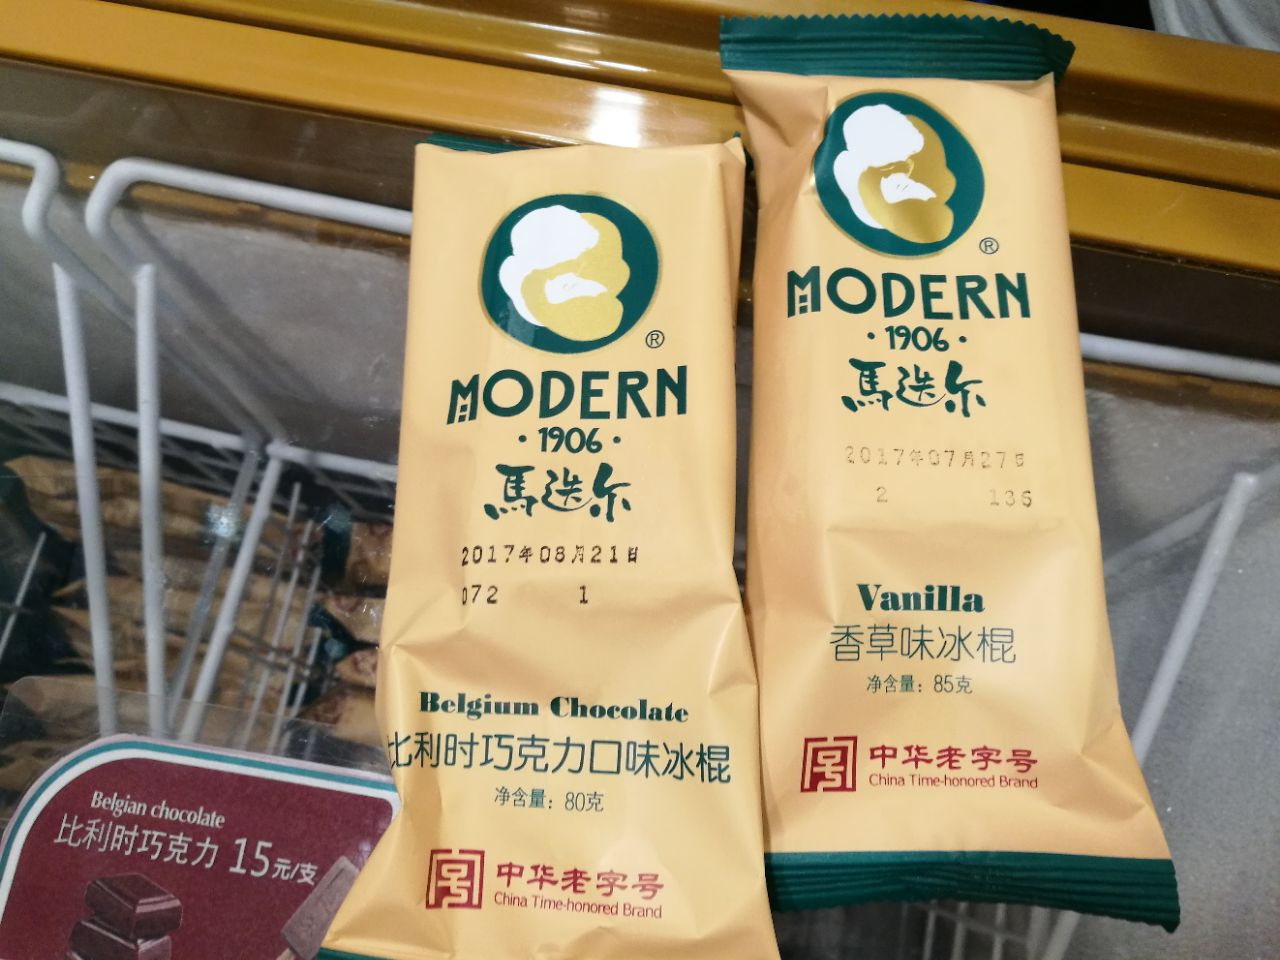 ®
MODERN
·1906·
馬迭尔
2017年08月21日
072 1
Belgium Chocolate
比利时巧克力口味冰棍
净含量：80克
中华老字号
China Time-honored Brand
®
MODERN
·1906·
馬迭尔
2017年07月27日
2 136
Vanilla
香草味冰棍
净含量：85克
中华老字号
China Time-honored Brand
Belgian chocolate
比利时巧克力 15元/支